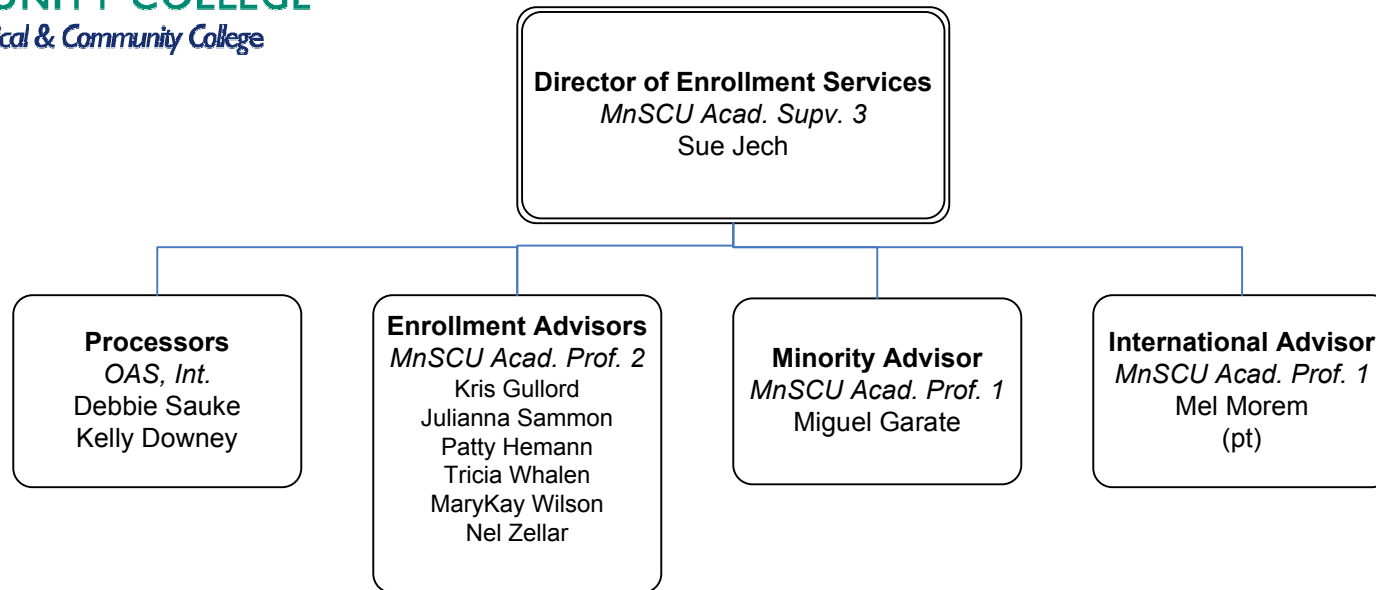 COLLEGE
& Community College
Director of Enrollment Services
MnSCU Acad. Supv. 3
Sue Jech
Processors
OAS, Int.
Debbie Sauke
Kelly Downey
Enrollment Advisors
MnSCU Acad. Prof. 2
Kris Gullord
Julianna Sammon
Patty Hemann
Tricia Whalen
MaryKay Wilson
Nel Zellar
Minority Advisor
MnSCU Acad. Prof. 1
Miguel Garate
International Advisor
MnSCU Acad. Prof. 1
Mel Morem
(pt)